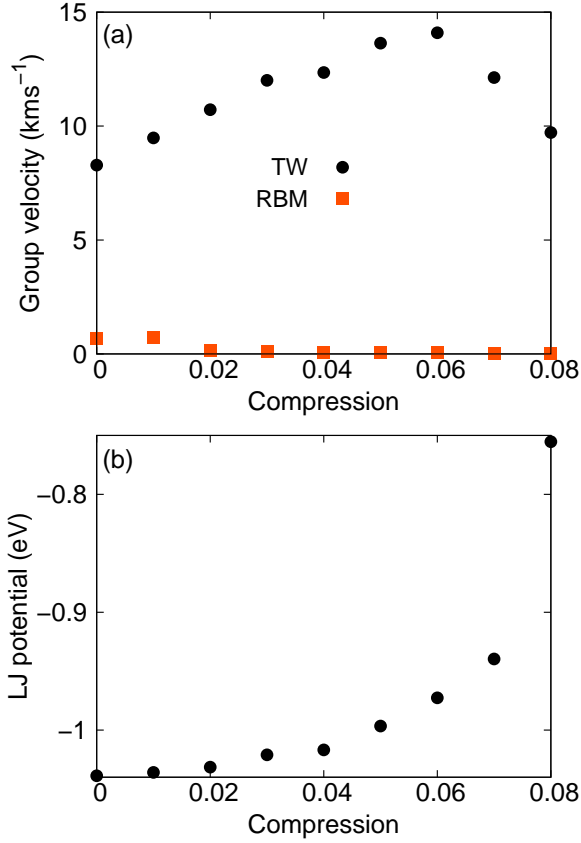 (a)
15
10
5
0
Group velocity (kms⁻¹)
TW
RBM
0 0.02 0.04 0.06 0.08
Compression
(b)
−0.8
−0.9
−1
LJ potential (eV)
0 0.02 0.04 0.06 0.08
Compression